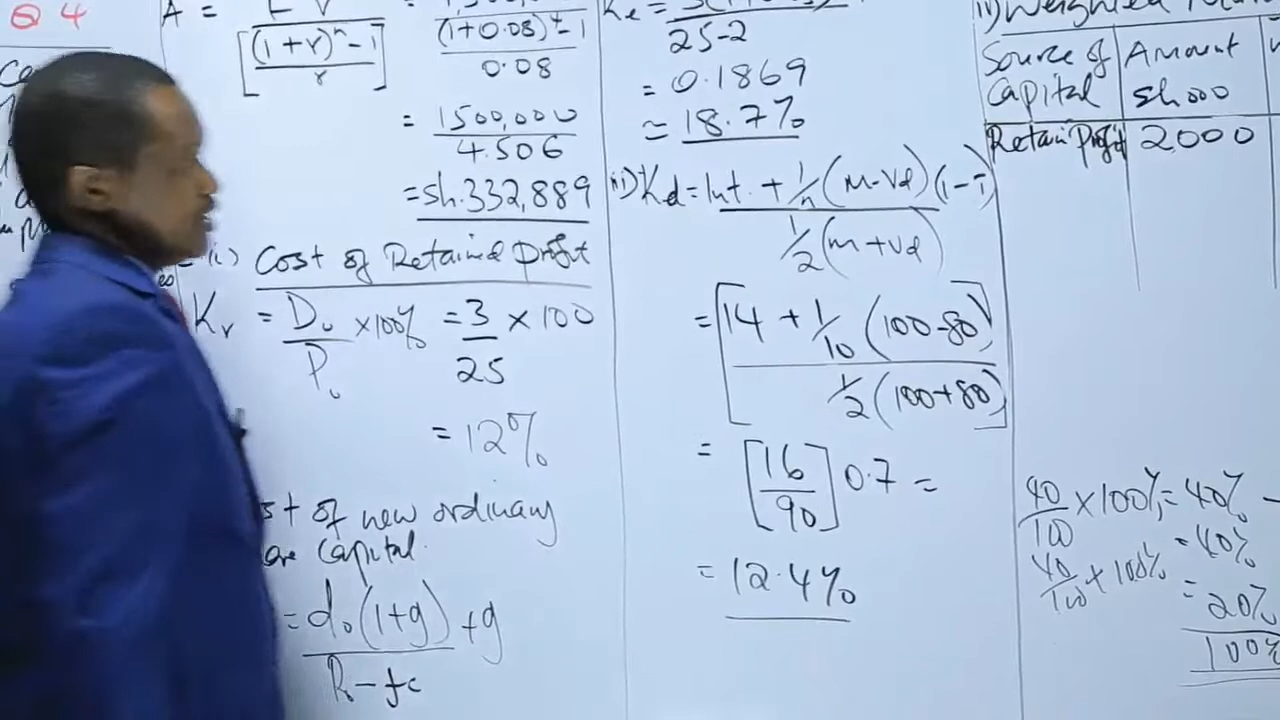 Q 4
A =
[(1+r)ⁿ - 1 / r]
(1+0.08)⁴ - 1 / 0.08
= 1500,000 / 4.506
= sh. 332,889
ii) Cost of Retained profit
Kr = D₀ / P₀ × 100% = 3 / 25 × 100
= 12%
st of new ordinary
are Capital.
= d₀(1+g) / P₀ - fc + g
Ke =
25-2
= 0.1869
≃ 18.7%
iii) Kd = Int. + 1/n (m - Vd) (1-T) / 1/2 (m + Vd)
= [14 + 1/10 (100-80) / 1/2 (100+80)]
= [16 / 90] 0.7 =
= 12.4%
ii) Weighted
Source of Capital | Amount sh 000
Retain Profit | 2000
40/100 × 100% = 40%
40/100 × 100% = 40%
= 20%
100%